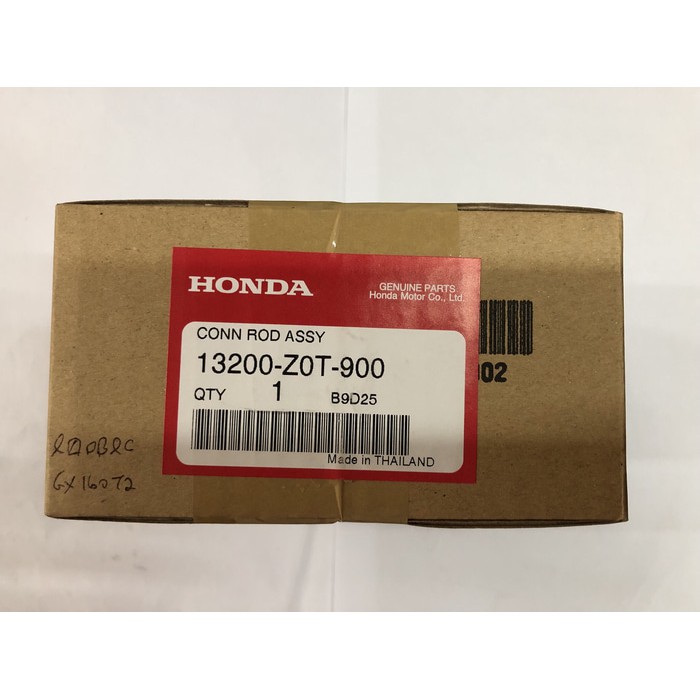 HONDA
GENUINE PARTS
Honda Motor Co., Ltd.
CONN ROD ASSY
13200-Z0T-900
QTY 1 B9D25
Made in THAILAND
002
GX160T2